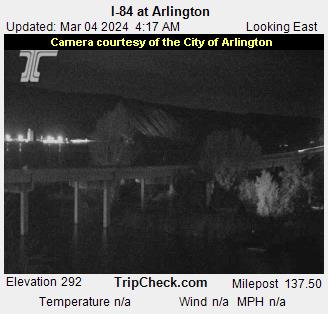 I-84 at Arlington
Updated: Mar 04 2024 4:17 AM Looking East
Camera courtesy of the City of Arlington
Elevation 292 TripCheck.com Milepost 137.50
Temperature n/a Wind n/a MPH n/a